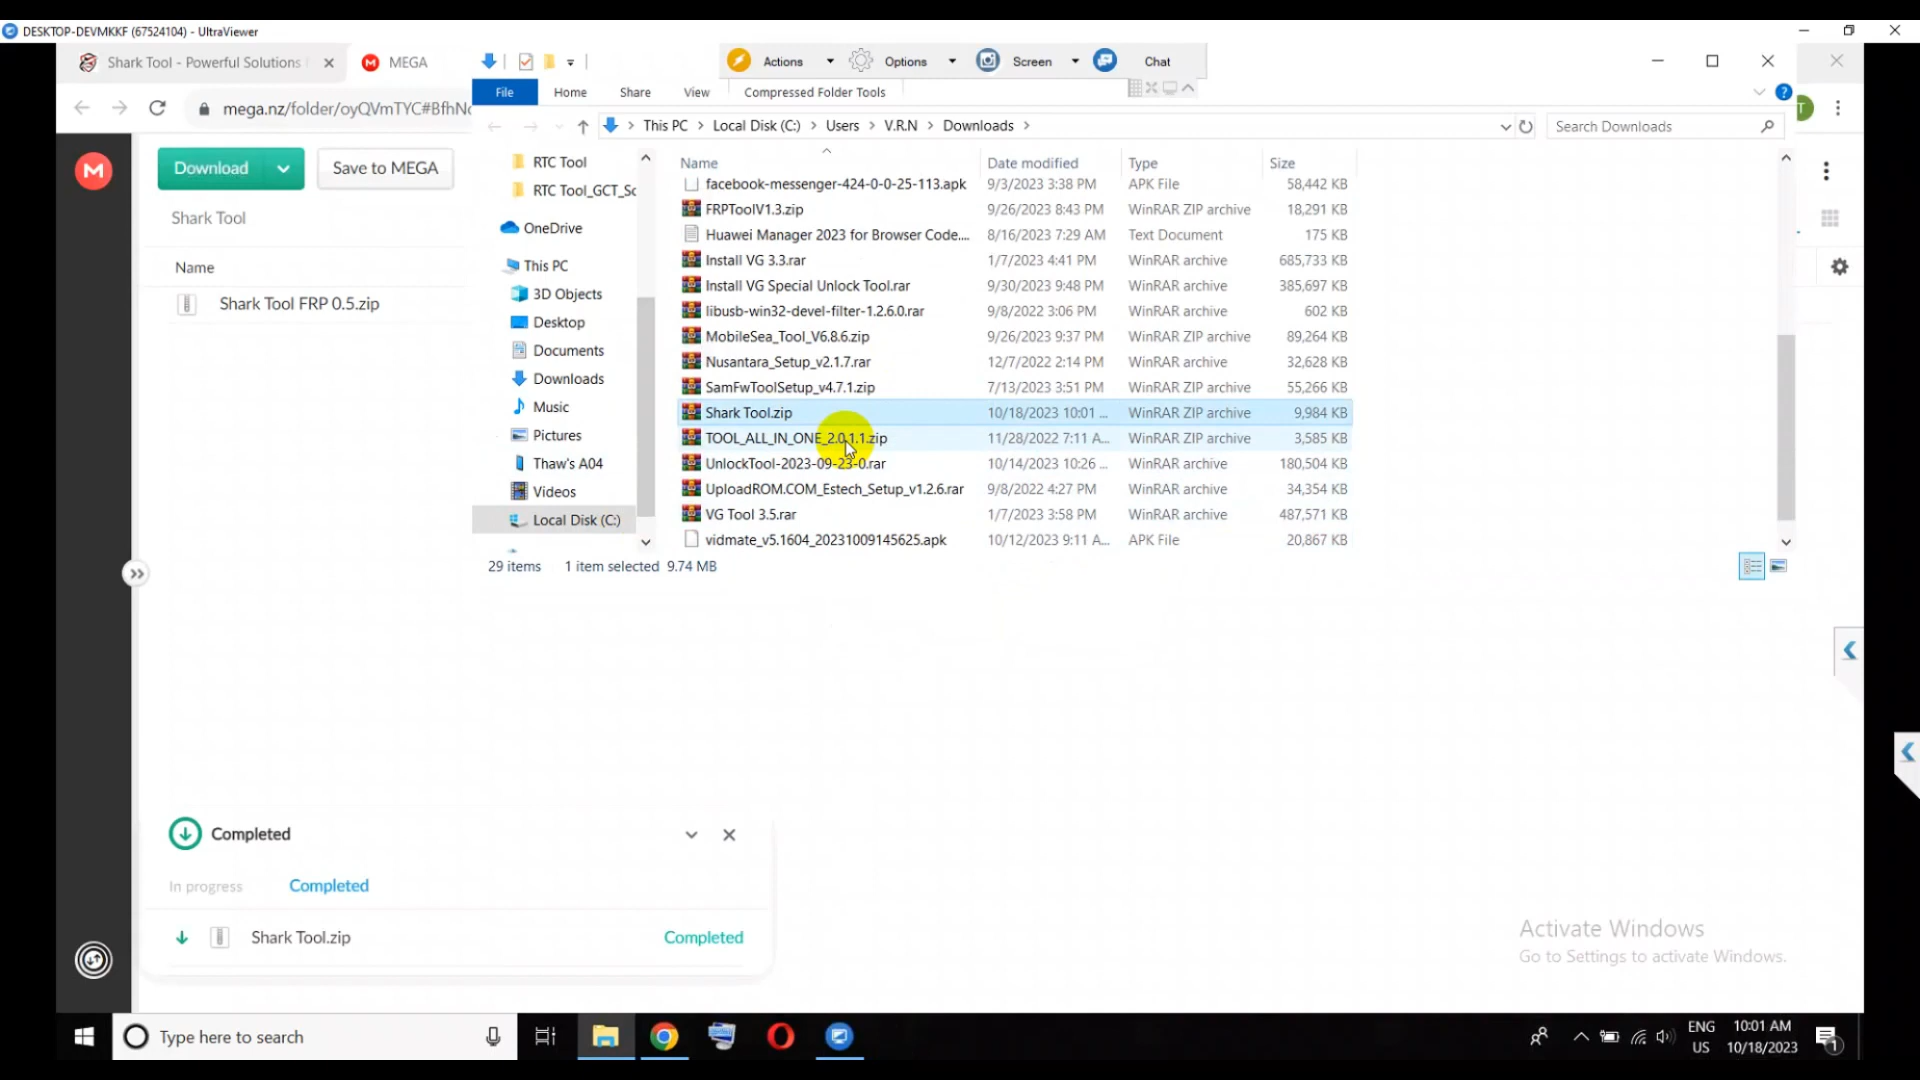 DESKTOP-DEVMKKF (67524104) - UltraViewer
Shark Tool - Powerful Solutions
MEGA
Actions
Options
Screen
Chat
File
Home
Share
View
Compressed Folder Tools
mega.nz/folder/oyQVmTYC#BfhN
This PC
Local Disk (C:)
Users
V.R.N
Downloads
Search Downloads
T
M
Download
Save to MEGA
Shark Tool
Name
Shark Tool FRP 0.5.zip
RTC Tool
RTC Tool_GCT_Sc
OneDrive
This PC
3D Objects
Desktop
Documents
Downloads
Music
Pictures
Thaw's A04
Videos
Local Disk (C:)
Name Date modified Type Size
facebook-messenger-424-0-0-25-113.apk 9/3/2023 3:38 PM APK File 58,442 KB
FRPToolV1.3.zip 9/26/2023 8:43 PM WinRAR ZIP archive 18,291 KB
Huawei Manager 2023 for Browser Code.... 8/16/2023 7:29 AM Text Document 175 KB
Install VG 3.3.rar 1/7/2023 4:41 PM WinRAR archive 685,733 KB
Install VG Special Unlock Tool.rar 9/30/2023 9:48 PM WinRAR archive 385,697 KB
libusb-win32-devel-filter-1.2.6.0.rar 9/8/2022 3:06 PM WinRAR archive 602 KB
MobileSea_Tool_V6.8.6.zip 9/26/2023 9:37 PM WinRAR ZIP archive 89,264 KB
Nusantara_Setup_v2.1.7.rar 12/7/2022 2:14 PM WinRAR archive 32,628 KB
SamFwToolSetup_v4.7.1.zip 7/13/2023 3:51 PM WinRAR ZIP archive 55,266 KB
Shark Tool.zip 10/18/2023 10:01 ... WinRAR ZIP archive 9,984 KB
TOOL_ALL_IN_ONE_2.0.1.1.zip 11/28/2022 7:11 A... WinRAR ZIP archive 3,585 KB
UnlockTool-2023-09-23-0.rar 10/14/2023 10:26 ... WinRAR archive 180,504 KB
UploadROM.COM_Estech_Setup_v1.2.6.rar 9/8/2022 4:27 PM WinRAR archive 34,354 KB
VG Tool 3.5.rar 1/7/2023 3:58 PM WinRAR archive 487,571 KB
vidmate_v5.1604_20231009145625.apk 10/12/2023 9:11 A... APK File 20,867 KB
29 items 1 item selected 9.74 MB
Completed
In progress
Completed
Shark Tool.zip
Completed
Activate Windows
Go to Settings to activate Windows.
Type here to search
ENG
US
10:01 AM
10/18/2023
1